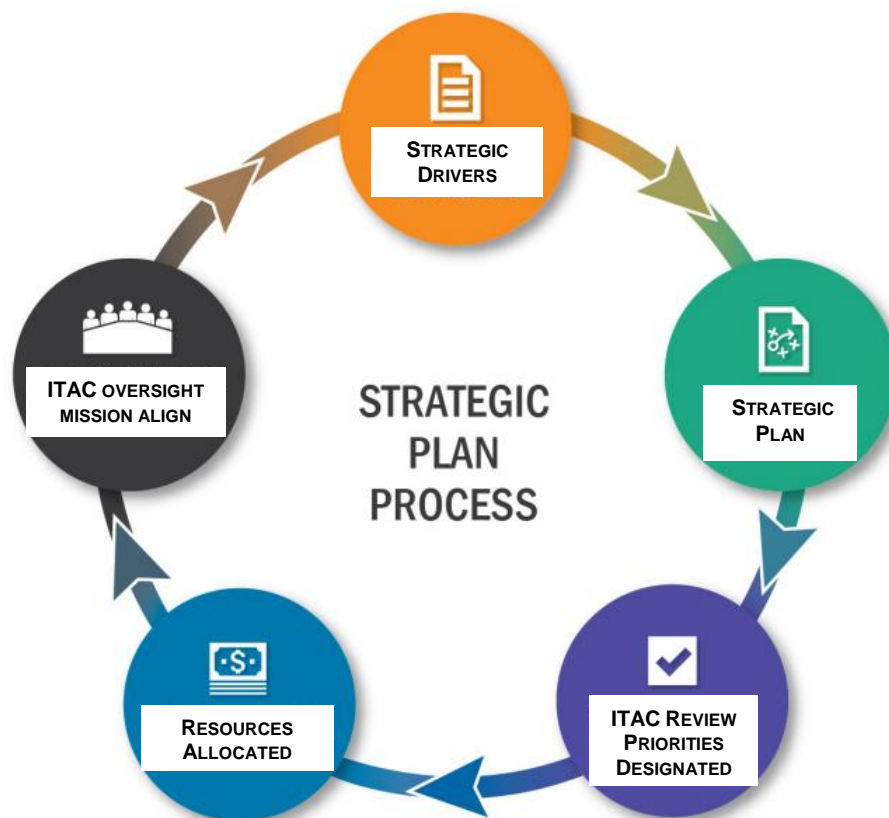 STRATEGIC
DRIVERS
STRATEGIC
PLAN
ITAC REVIEW
PRIORITIES
DESIGNATED
RESOURCES
ALLOCATED
ITAC OVERSIGHT
MISSION ALIGN
STRATEGIC
PLAN
PROCESS